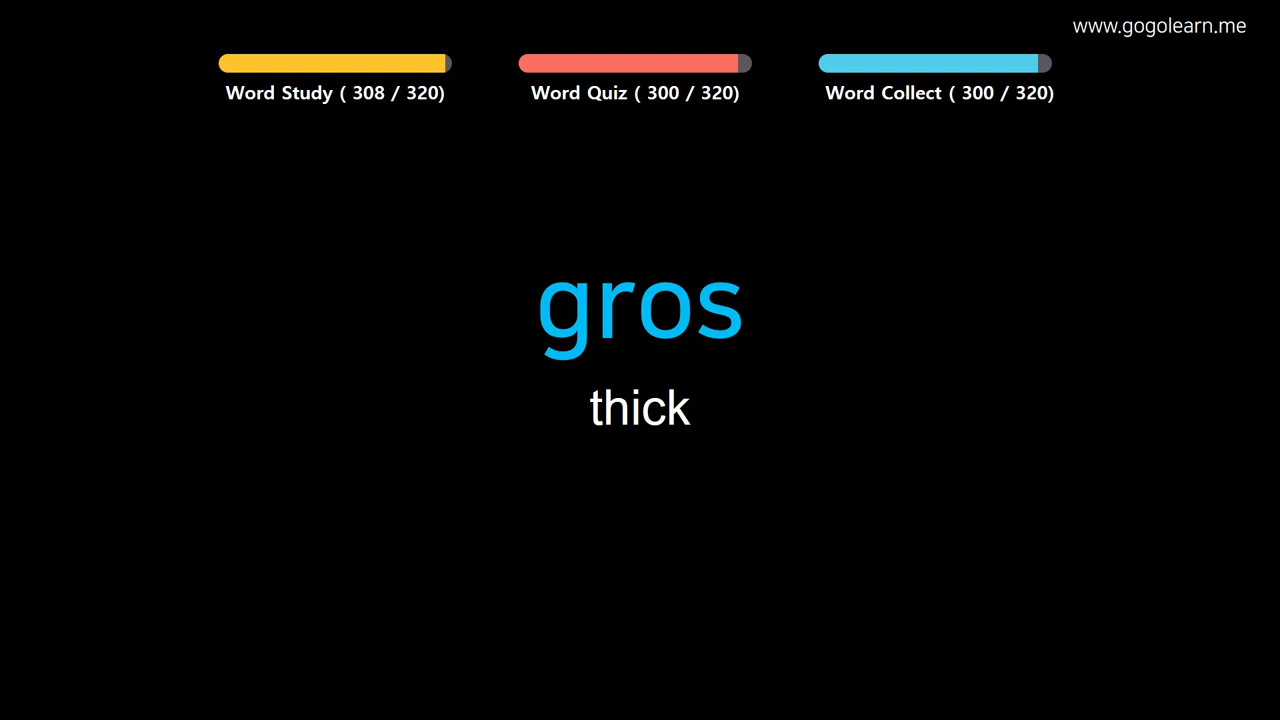 www.gogolearn.me
Word Study ( 308 / 320)
Word Quiz ( 300 / 320)
Word Collect ( 300 / 320)
gros
thick